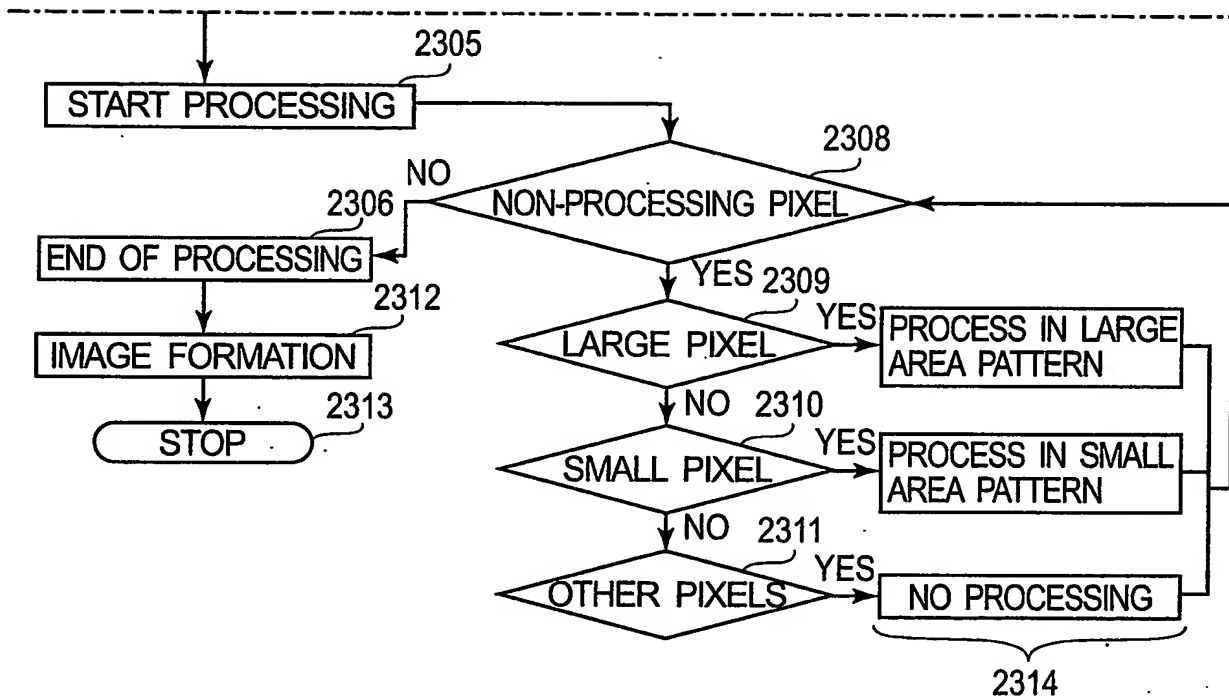 2305
START PROCESSING
2308
NO
NON-PROCESSING PIXEL
2306
END OF PROCESSING
YES
2309
2312
IMAGE FORMATION
LARGE PIXEL
YES
PROCESS IN LARGE
AREA PATTERN
2313
STOP
NO
2310
SMALL PIXEL
YES
PROCESS IN SMALL
AREA PATTERN
NO
2311
OTHER PIXELS
YES
NO PROCESSING
2314